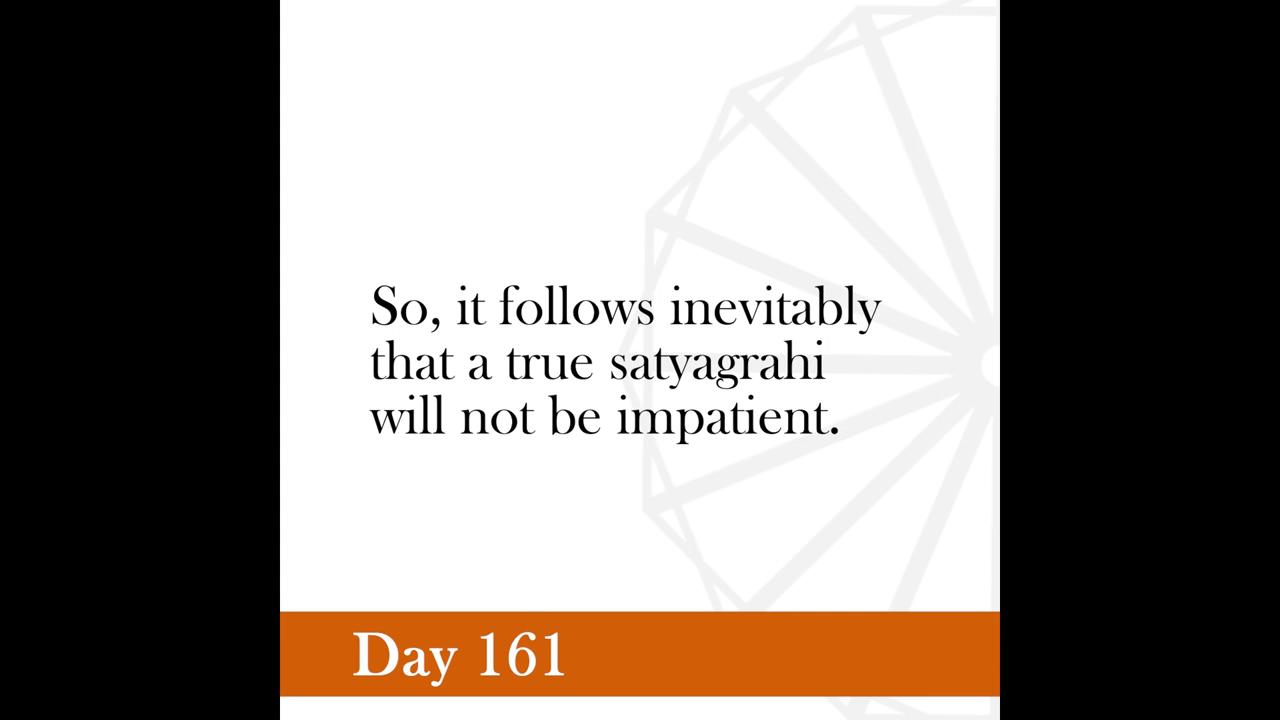 So, it follows inevitably
that a true satyagrahi
will not be impatient.
Day 161